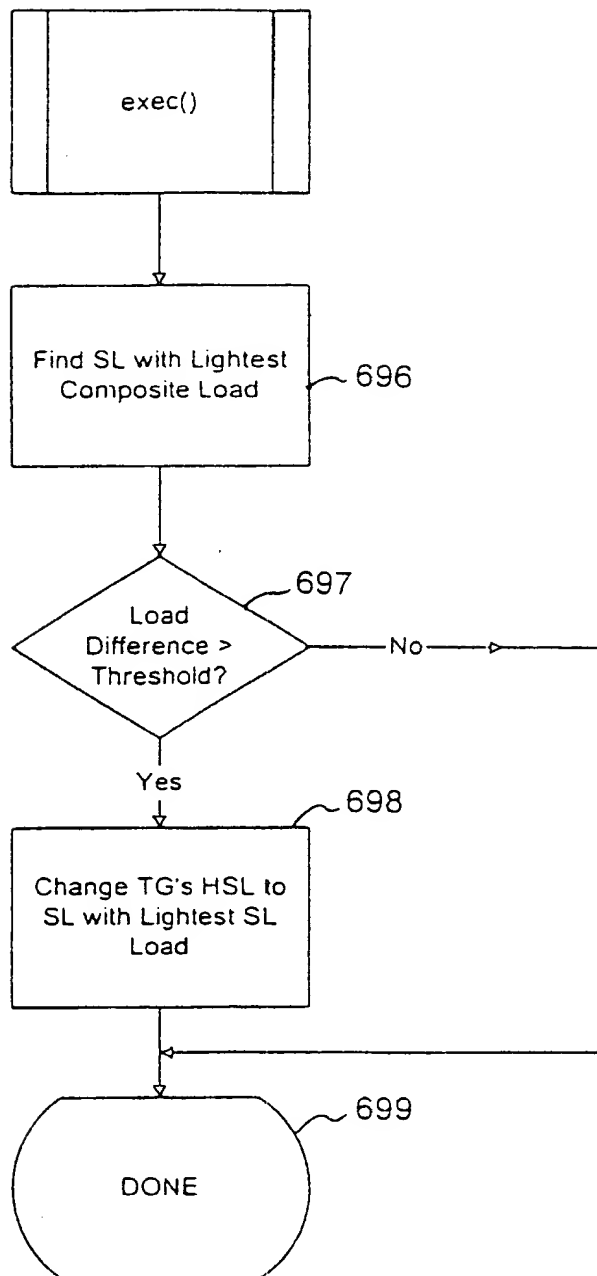 exec()
Find SL with Lightest
Composite Load
696
697
Load
Difference >
Threshold?
No
Yes
698
Change TG's HSL to
SL with Lightest SL
Load
699
DONE